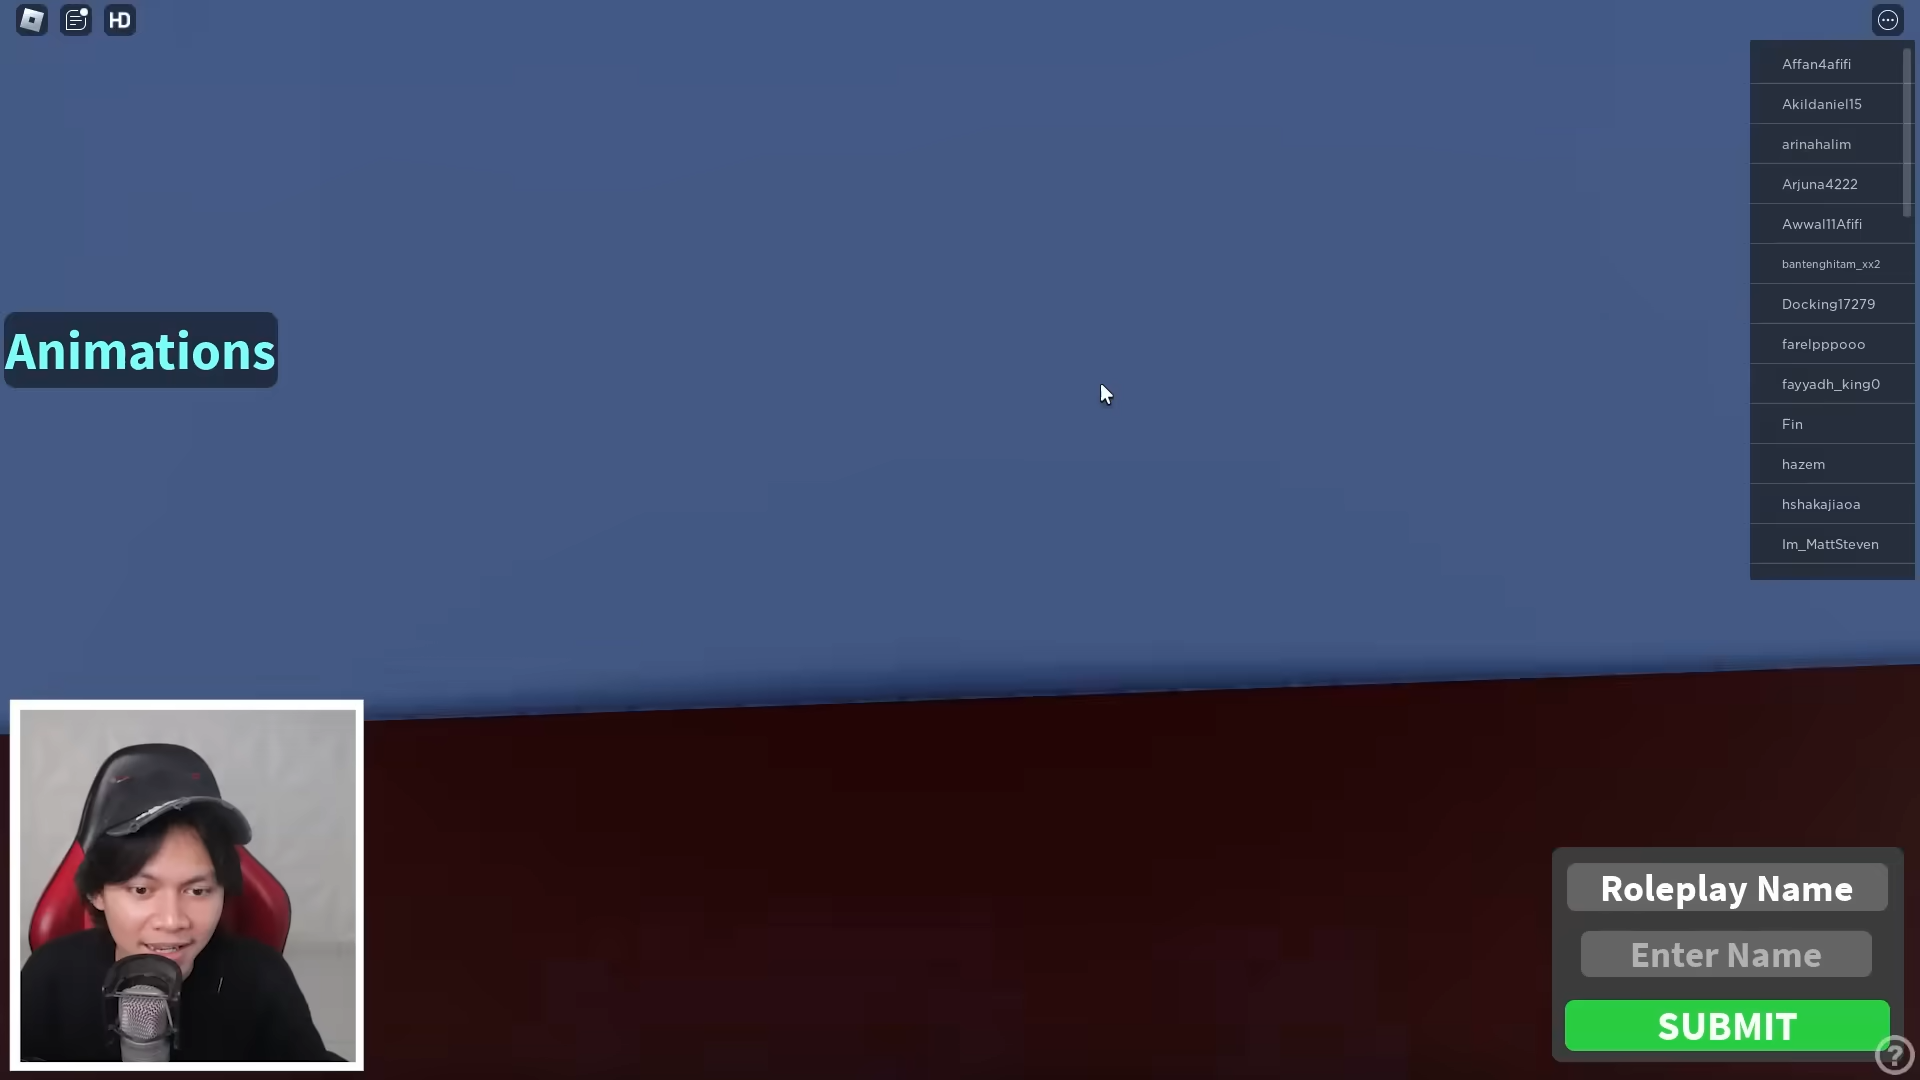 HD
Affan4afifi
Akildaniel15
arinahalim
Arjuna4222
Awwal11Afifi
bantenghitam_xx2
Docking17279
farelpppooo
fayyadh_king0
Fin
hazem
hshakajiaoa
Im_MattSteven
Animations
Roleplay Name
Enter Name
SUBMIT
?